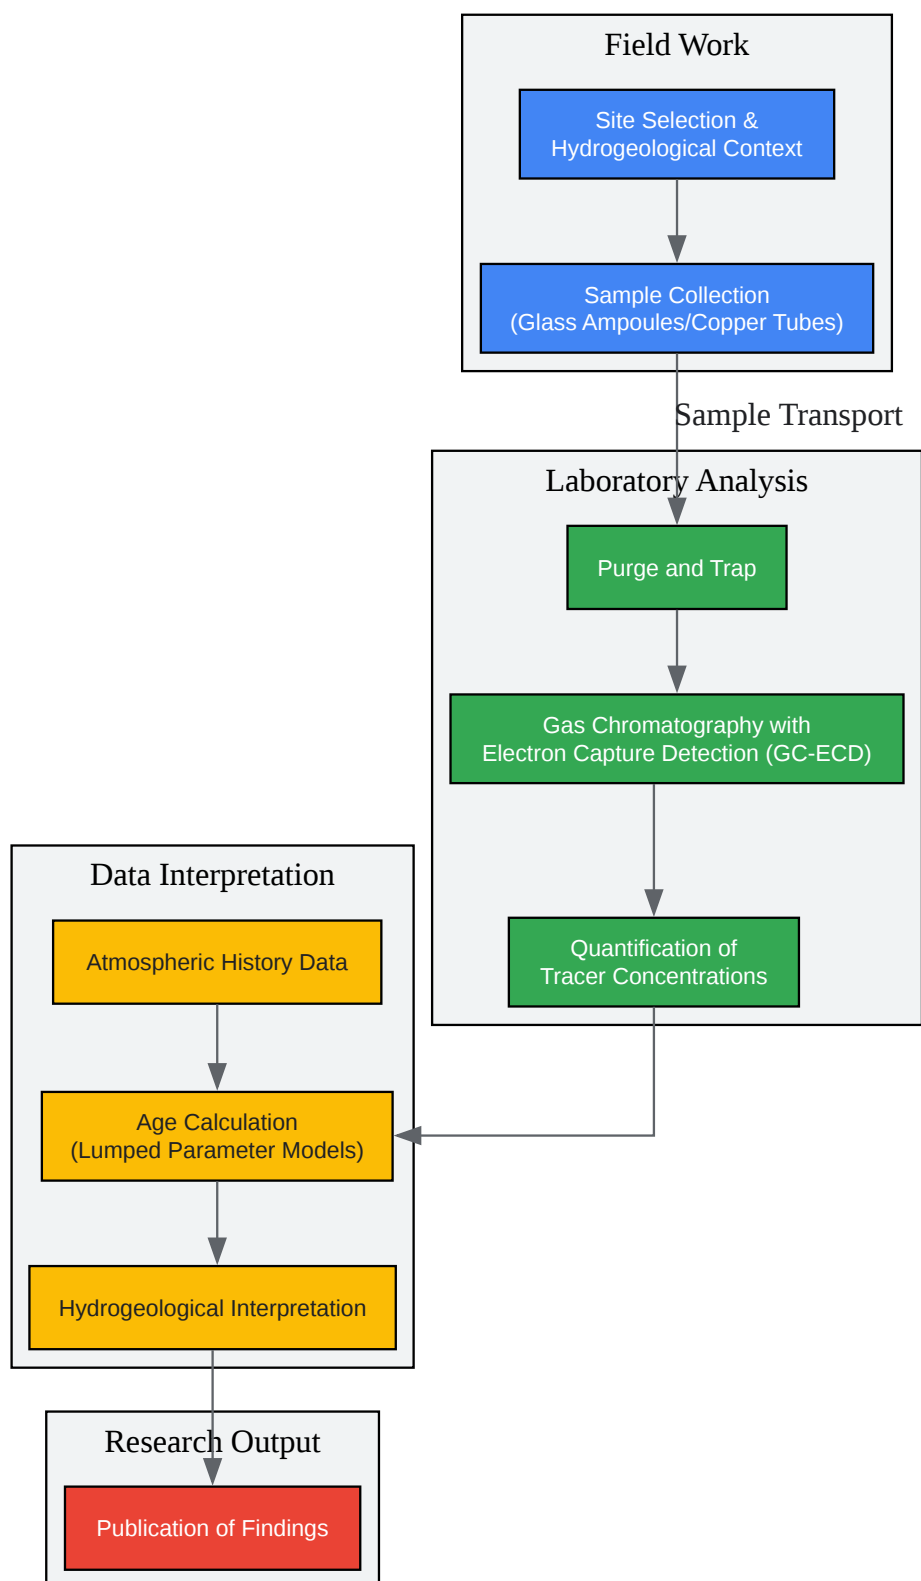 Field Work
Site Selection &
Hydrogeological Context
Sample Collection
(Glass Ampoules/Copper Tubes)
Sample Transport
Laboratory Analysis
Purge and Trap
Gas Chromatography with
Electron Capture Detection (GC-ECD)
Quantification of
Tracer Concentrations
Data Interpretation
Atmospheric History Data
Age Calculation
(Lumped Parameter Models)
Hydrogeological Interpretation
Research Output
Publication of Findings